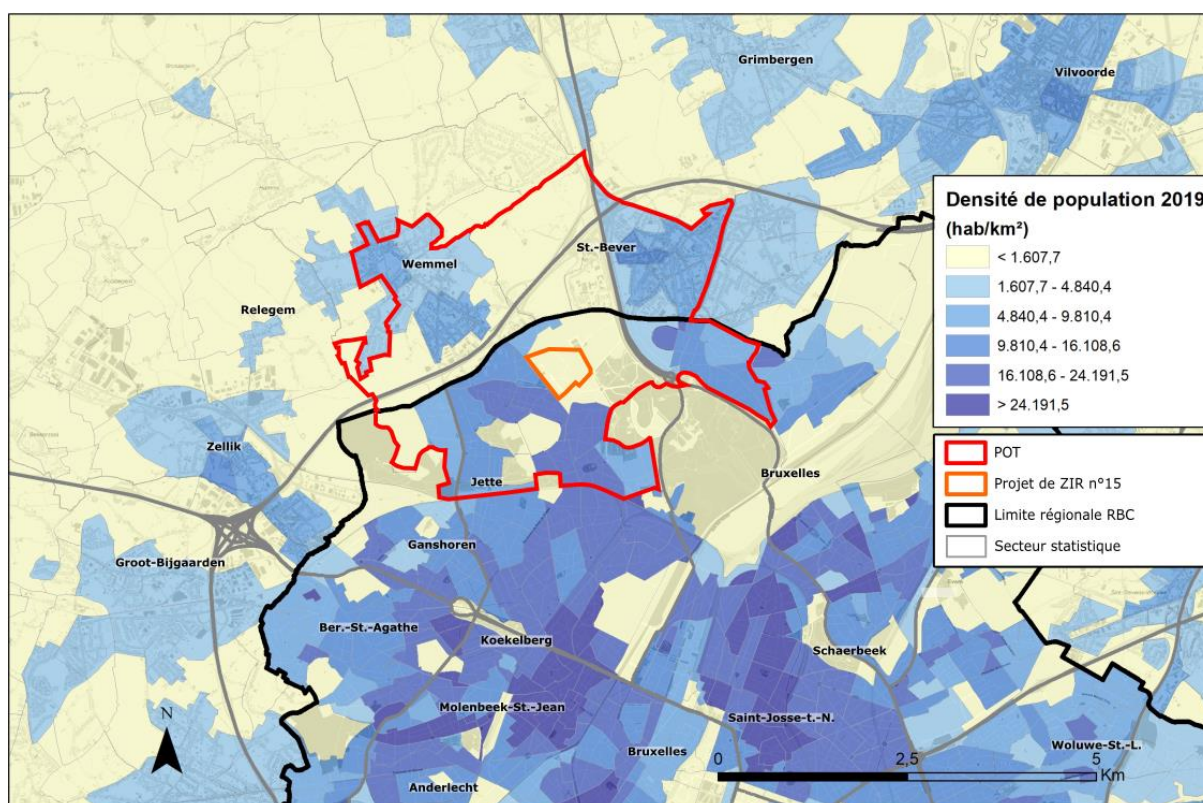 Grimbergen
Vilvoorde
St.-Bever
Wemmel
Relegem
Zellik
Groot-Bijgaarden
Jette
Bruxelles
Ganshoren
Ber.-St.-Agathe
Koekelberg
Molenbeek-St.-Jean
Schaerbeek
Saint-Josse-t.-N.
Bruxelles
Anderlecht
Woluwe-St.-L.
Densité de population 2019
(hab/km²)
< 1.607,7
1.607,7 - 4.840,4
4.840,4 - 9.810,4
9.810,4 - 16.108,6
16.108,6 - 24.191,5
> 24.191,5
POT
Projet de ZIR n°15
Limite régionale RBC
Secteur statistique
N
0
2,5
5
Km